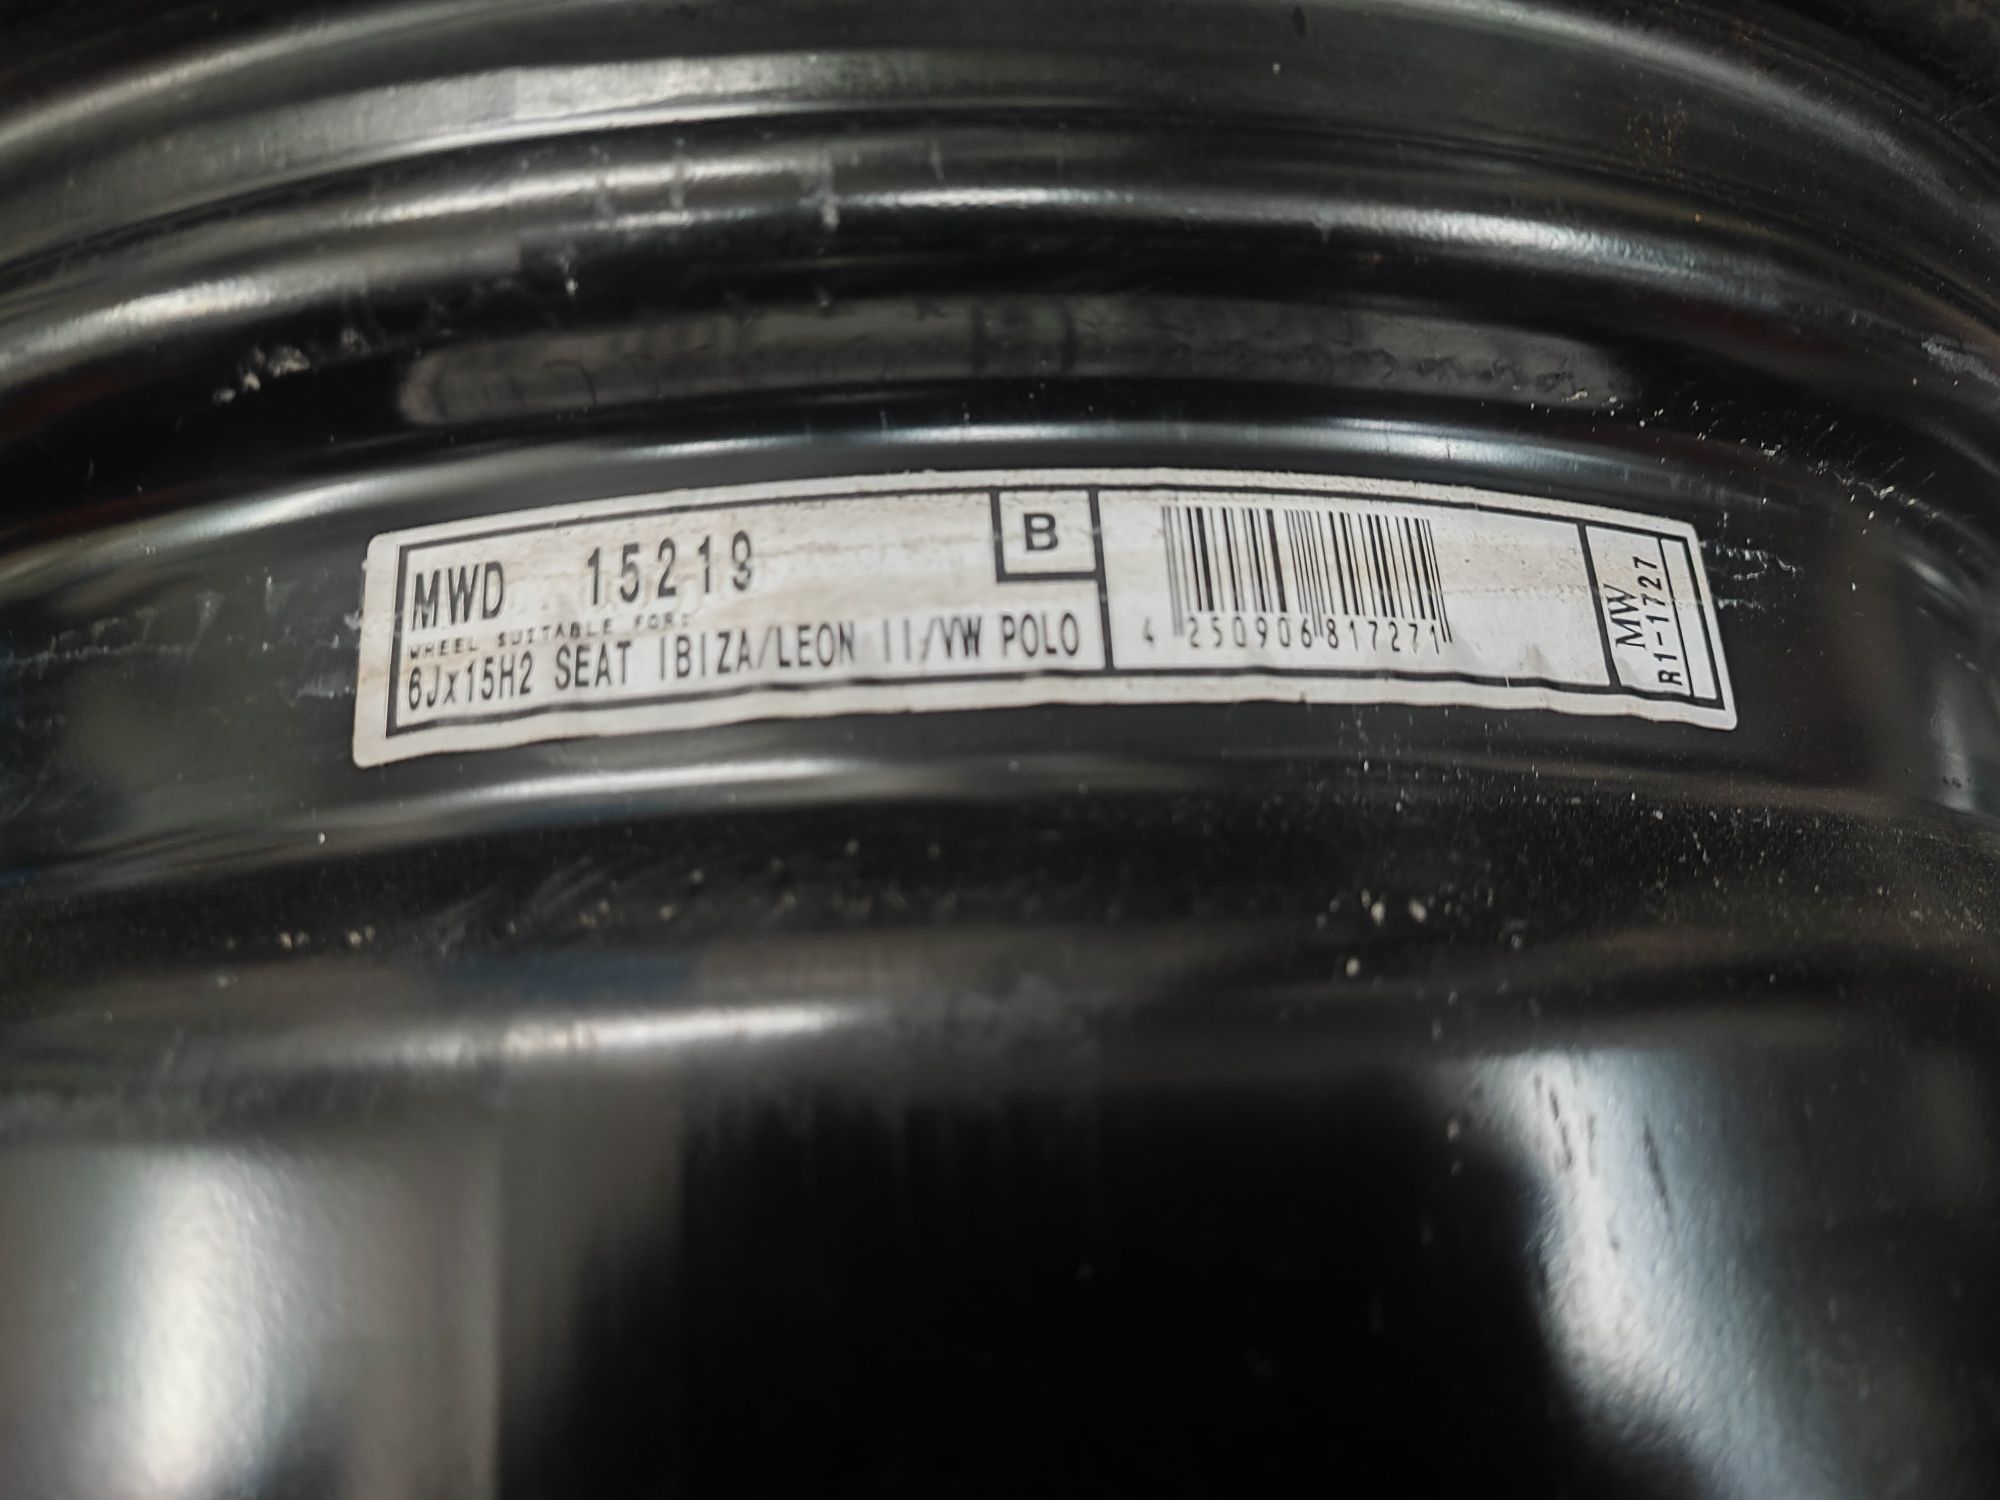 MWD 15219
B
WHEEL SUITABLE FOR:
6Jx15H2 SEAT IBIZA/LEON II/VW POLO
4 250906 817271
MW
R1-1727